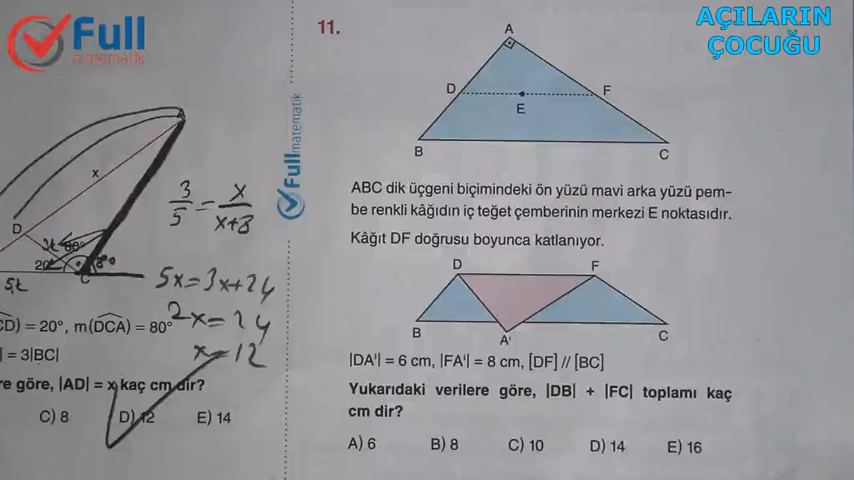 Full
matematik
AÇILARIN
ÇOCUĞU
A
x
D
80°
20°
C
5k
3/5 = x/x+3
5x = 3x+24
2x = 24
x = 12
CD) = 20°, m(DCA) = 80°
| = 3|BC|
re göre, |AD| = x kaç cm dir?
C) 8 D) 12 E) 14
Full matematik
11.
A
D F
E
B C
ABC dik üçgeni biçimindeki ön yüzü mavi arka yüzü pem-
be renkli kâğıdın iç teğet çemberinin merkezi E noktasıdır.
Kâğıt DF doğrusu boyunca katlanıyor.
D F
B A' C
|DA'| = 6 cm, |FA'| = 8 cm, [DF] // [BC]
Yukarıdaki verilere göre, |DB| + |FC| toplamı kaç
cm dir?
A) 6 B) 8 C) 10 D) 14 E) 16